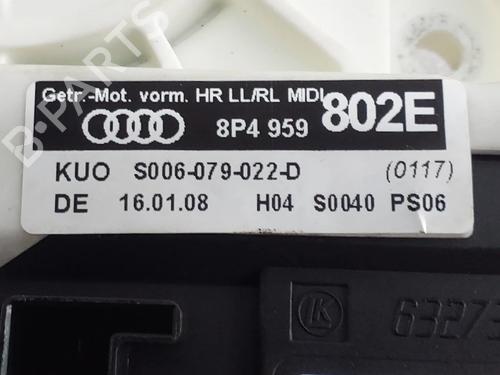 Getr.-Mot. vorm. HR LL/RL MIDI
8P4 959 802E
KUO S006-079-022-D (0117)
DE 16.01.08 H04 S0040 PS06
B-PARTS
LK